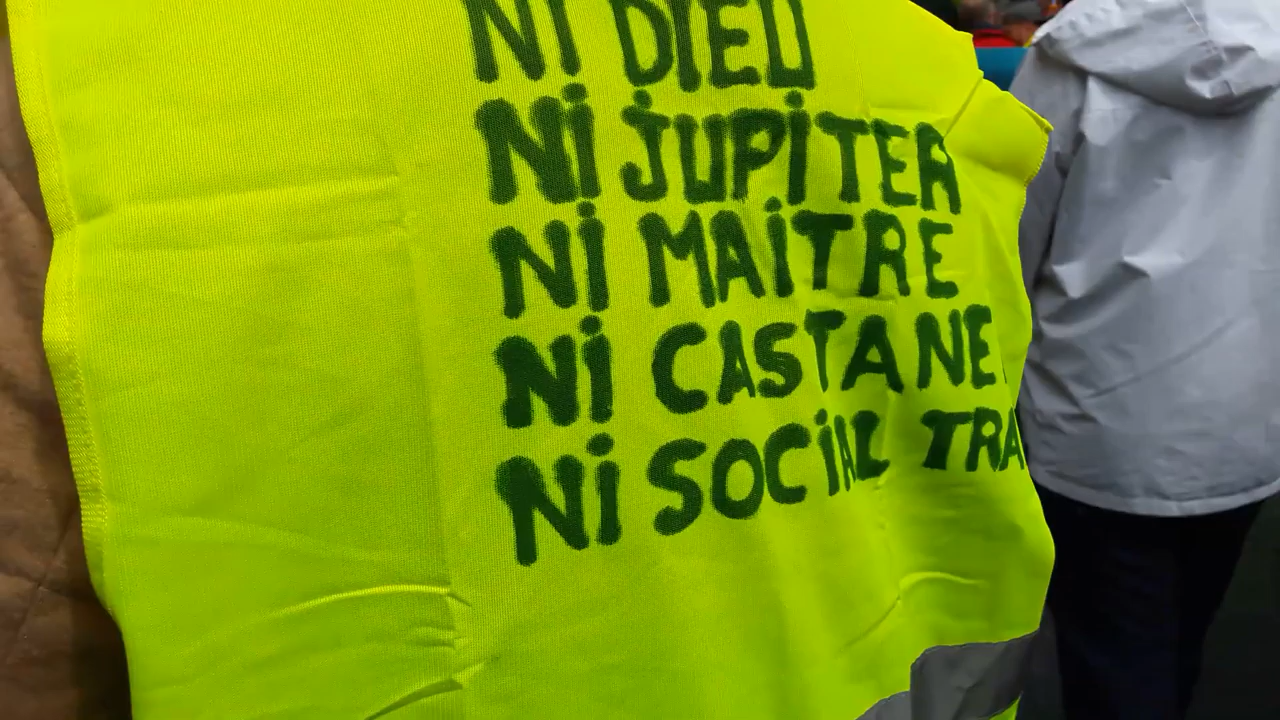 Ni DIEU
Ni JUPiTER
Ni MAiTRE
Ni CASTANE
Ni SOCiAL TRA